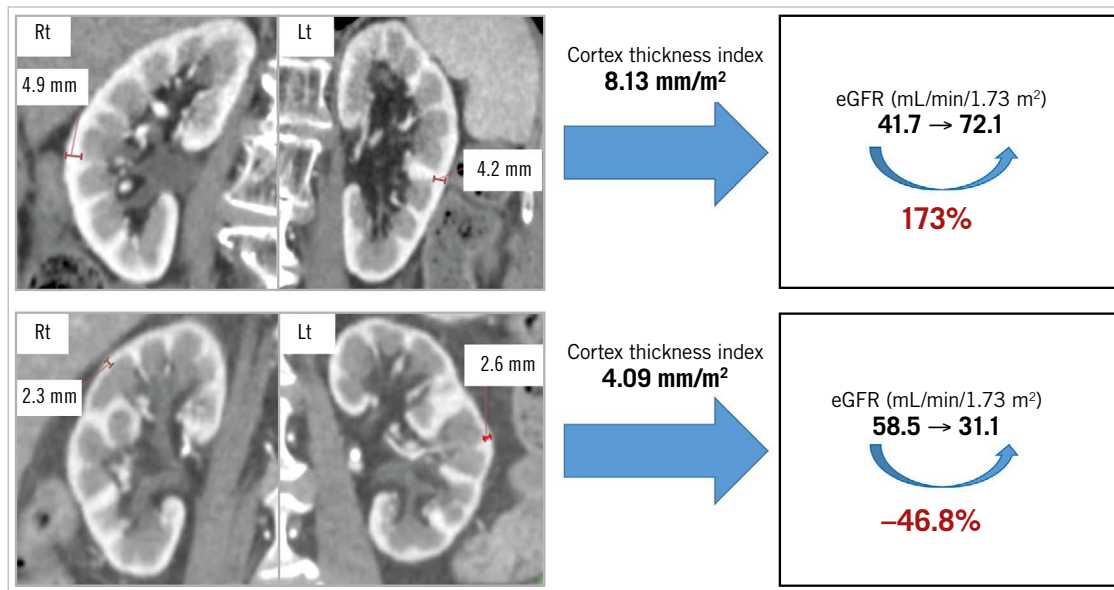 Rt
Lt
4.9 mm
4.2 mm
Cortex thickness index
8.13 mm/m²
eGFR (mL/min/1.73 m²)
41.7 → 72.1
173%
Rt
Lt
2.3 mm
2.6 mm
Cortex thickness index
4.09 mm/m²
eGFR (mL/min/1.73 m²)
58.5 → 31.1
–46.8%